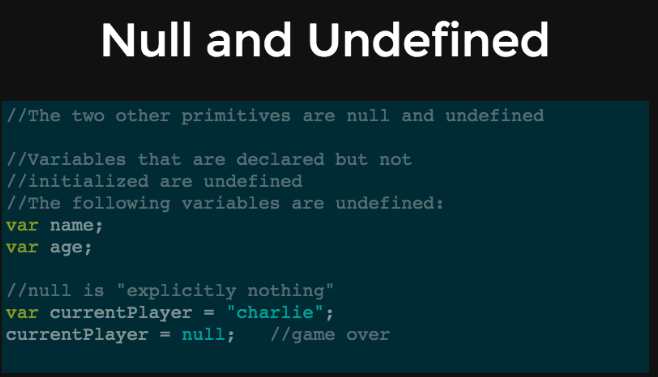 Null and Undefined
//The two other primitives are null and undefined
//Variables that are declared but not
//initialized are undefined
//The following variables are undefined:
var name;
var age;
//null is "explicitly nothing"
var currentPlayer = "charlie";
currentPlayer = null;   //game over